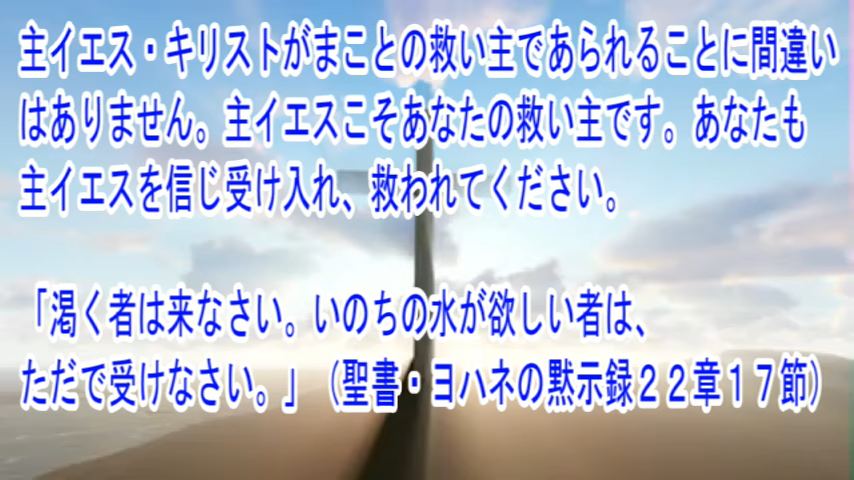 主イエス・キリストがまことの救い主であられることに間違い
はありません。主イエスこそあなたの救い主です。あなたも
主イエスを信じ受け入れ、救われてください。
「渇く者は来なさい。いのちの水が欲しい者は、
ただで受けなさい。」（聖書・ヨハネの黙示録２２章１７節）